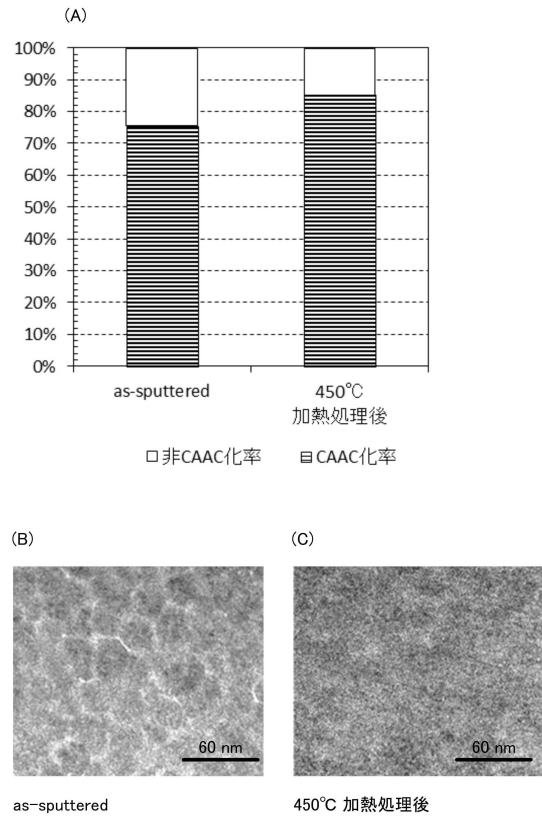 (A)
100%
90%
80%
70%
60%
50%
40%
30%
20%
10%
0%
as-sputtered
450℃
加熱処理後
□非CAAC化率
CAAC化率
(B)
(C)
60 nm
60 nm
as-sputtered
450℃ 加熱処理後